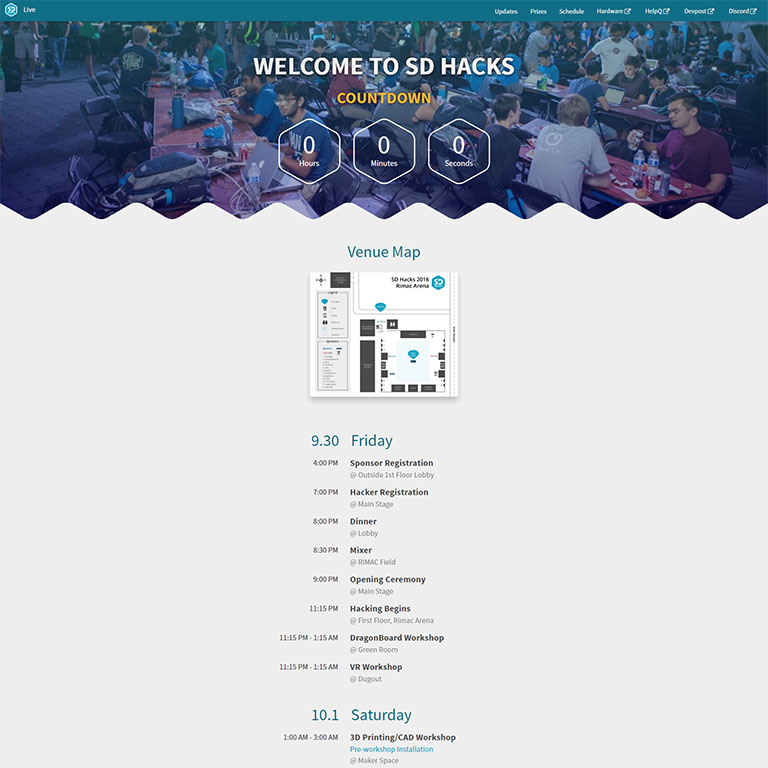 SD
Live
Updates
Prizes
Schedule
Hardware
HelpQ
Devpost
Discord
WELCOME TO SD HACKS
COUNTDOWN
0
Hours
0
Minutes
0
Seconds
Venue Map
SD Hacks 2016
Rimac Arena
SD
Legend
Sponsors
9.30 Friday
4:00 PM Sponsor Registration
@ Outside 1st Floor Lobby
7:00 PM Hacker Registration
@ Main Stage
8:00 PM Dinner
@ Lobby
8:30 PM Mixer
@ RIMAC Field
9:00 PM Opening Ceremony
@ Main Stage
11:15 PM Hacking Begins
@ First Floor, Rimac Arena
11:15 PM - 1:15 AM DragonBoard Workshop
@ Green Room
11:15 PM - 1:15 AM VR Workshop
@ Dugout
10.1 Saturday
1:00 AM - 3:00 AM 3D Printing/CAD Workshop
Pre-workshop Installation
@ Maker Space